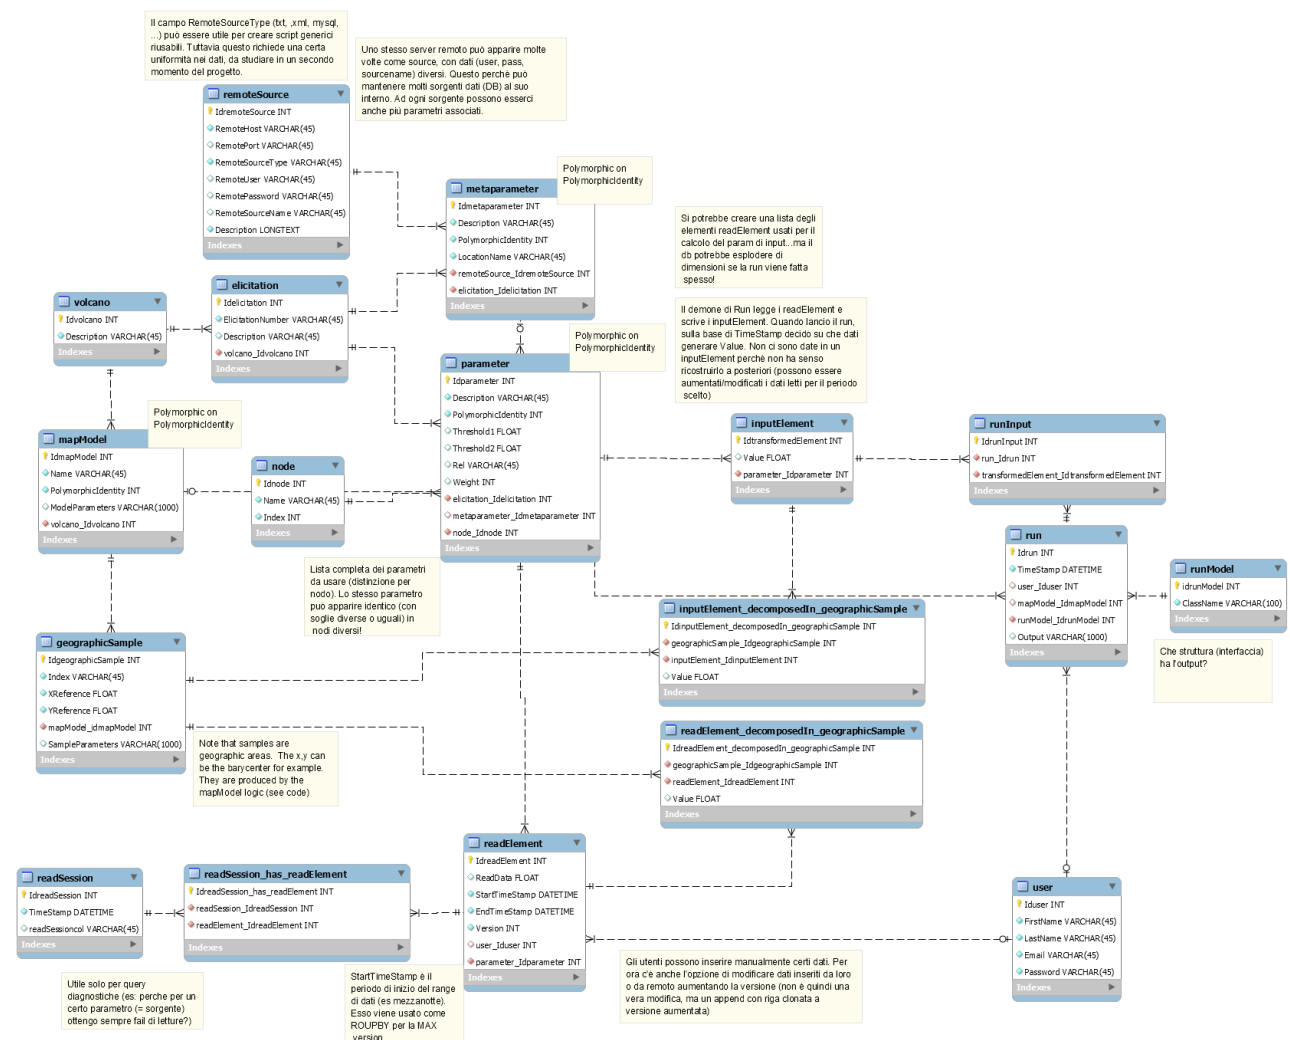 Il campo RemoteSourceType (txt, ,xml, mysql,
...) può essere utile per creare script generici
riusabili. Tuttavia questo richiede una certa
uniformità nei dati, da studiare in un secondo
momento del progetto.
Uno stesso server remoto può apparire molte
volte come source, con dati (user, pass,
sourcename) diversi. Questo perchè può
mantenere molti sorgenti dati (DB) al suo
interno. Ad ogni sorgente possono esserci
anche più parametri associati.
remoteSource
IdremoteSource INT
RemoteHost VARCHAR(45)
RemotePort VARCHAR(45)
RemoteSourceType VARCHAR(45)
RemoteUser VARCHAR(45)
RemotePassword VARCHAR(45)
RemoteSourceName VARCHAR(45)
Description LONGTEXT
Indexes
Polymorphic on
PolymorphicIdentity
metaparameter
Idmetaparameter INT
Description VARCHAR(45)
PolymorphicIdentity INT
LocationName VARCHAR(45)
remoteSource_IdremoteSource INT
elicitation_Idelicitation INT
Indexes
Si potrebbe creare una lista degli
elementi readElement usati per il
calcolo del param di input...ma il
db potrebbe esplodere di
dimensioni se la run viene fatta
spesso!
volcano
Idvolcano INT
Description VARCHAR(45)
Indexes
elicitation
Idelicitation INT
ElicitationNumber VARCHAR(45)
Description VARCHAR(45)
volcano_Idvolcano INT
Indexes
Il demone di Run legge i readElement e
scrive i inputElement. Quando lancio il run,
sulla base di TimeStamp decido su che dati
generare Value. Non ci sono date in un
inputElement perchè non ha senso
ricostruirlo a posteriori (possono essere
aumentati/modificati i dati letti per il periodo
scelto)
Polymorphic on
PolymorphicIdentity
parameter
Idparameter INT
Description VARCHAR(45)
PolymorphicIdentity INT
Threshold1 FLOAT
Threshold2 FLOAT
Rel VARCHAR(45)
Weight INT
elicitation_Idelicitation INT
metaparameter_Idmetaparameter INT
node_Idnode INT
Indexes
Polymorphic on
PolymorphicIdentity
mapModel
IdmapModel INT
Name VARCHAR(45)
PolymorphicIdentity INT
ModelParameters VARCHAR(1000)
volcano_Idvolcano INT
Indexes
node
Idnode INT
Name VARCHAR(45)
Index INT
Indexes
inputElement
IdtransformedElement INT
Value FLOAT
parameter_Idparameter INT
Indexes
runInput
IdrunInput INT
run_Idrun INT
transformedElement_IdtransformedElement INT
Indexes
run
Idrun INT
TimeStamp DATETIME
user_Iduser INT
mapModel_IdmapModel INT
runModel_IdrunModel INT
Output VARCHAR(1000)
Indexes
runModel
idrunModel INT
ClassName VARCHAR(100)
Indexes
Che struttura (interfaccia)
ha l'output?
Lista completa dei parametri
da usare (distinzione per
nodo). Lo stesso parametro
può apparire identico (con
soglie diverse o uguali) in
nodi diversi!
inputElement_decomposedIn_geographicSample
IdinputElement_decomposedIn_geographicSample INT
geographicSample_IdgeographicSample INT
inputElement_IdinputElement INT
Value FLOAT
Indexes
geographicSample
IdgeographicSample INT
Index VARCHAR(45)
XReference FLOAT
YReference FLOAT
mapModel_idmapModel INT
SampleParameters VARCHAR(1000)
Indexes
Note that samples are
geographic areas. The x,y can
be the barycenter for example.
They are produced by the
mapModel logic (see code)
readElement_decomposedIn_geographicSample
IdreadElement_decomposedIn_geographicSample INT
geographicSample_IdgeographicSample INT
readElement_IdreadElement INT
Value FLOAT
Indexes
readElement
IdreadElement INT
ReadData FLOAT
StartTimeStamp DATETIME
EndTimeStamp DATETIME
Version INT
user_Iduser INT
parameter_Idparameter INT
Indexes
readSession
IdreadSession INT
TimeStamp DATETIME
readSessioncol VARCHAR(45)
Indexes
readSession_has_readElement
IdreadSession_has_readElement INT
readSession_IdreadSession INT
readElement_IdreadElement INT
Indexes
user
Iduser INT
FirstName VARCHAR(45)
LastName VARCHAR(45)
Email VARCHAR(45)
Password VARCHAR(45)
Indexes
Utile solo per query
diagnostiche (es: perche per un
certo parametro (= sorgente)
ottengo sempre fail di letture?)
StartTimeStamp è il
periodo di inizio del range
di dati (es mezzanotte).
Esso viene usato come
ROUPBY per la MAX
version
Gli utenti possono inserire manualmente certi dati. Per
ora c'è anche l'opzione di modificare dati inseriti da loro
o da remoto aumentando la versione (non è quindi una
vera modifica, ma un append con riga clonata a
versione aumentata)